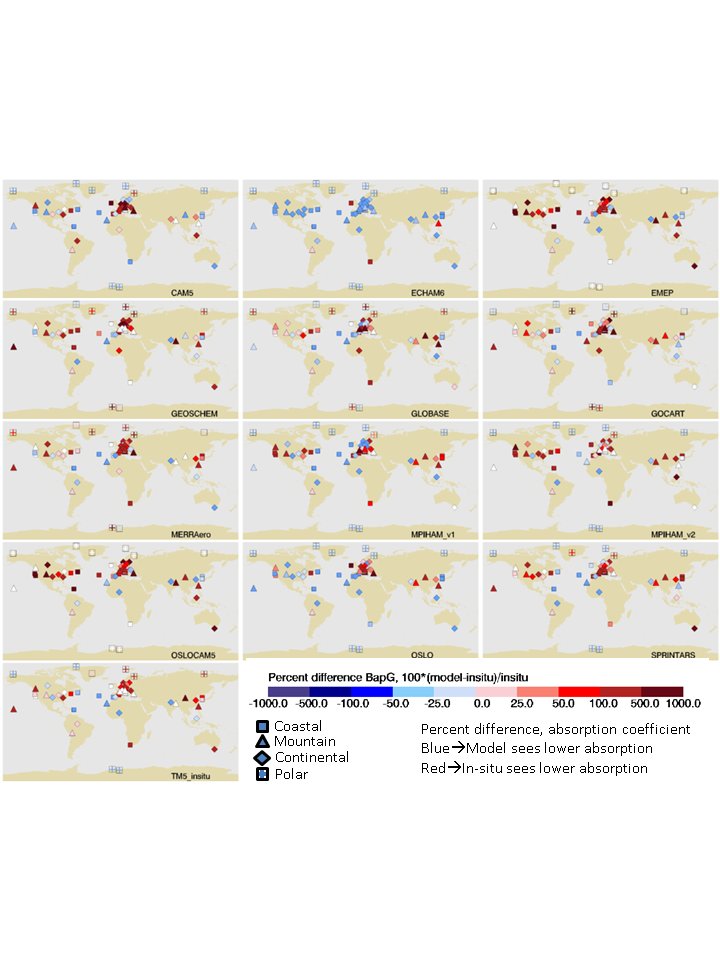 CAM5
ECHAM6
EMEP
GEOSCHEM
GLOBASE
GOCART
MERRAero
MPIHAM_v1
MPIHAM_v2
OSLOCAM5
OSLO
SPRINTARS
TM5_insitu
Percent difference BapG, 100*(model-insitu)/insitu
-1000.0 -500.0 -100.0 -50.0 -25.0 0.0 25.0 50.0 100.0 500.0 1000.0
Coastal
Mountain
Continental
Polar
Percent difference, absorption coefficient
Blue→Model sees lower absorption
Red→In-situ sees lower absorption